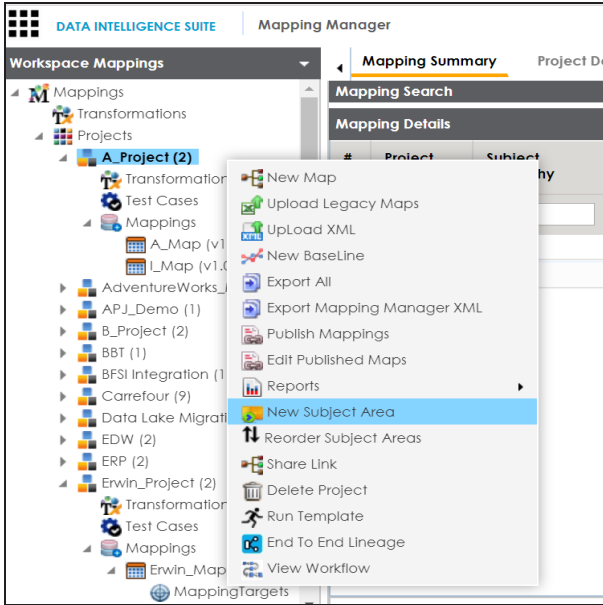 DATA INTELLIGENCE SUITE
Mapping Manager
Workspace Mappings
Mappings
Transformations
Projects
A_Project (2)
Transformation
Test Cases
Mappings
A_Map (v1
I_Map (v1.0
AdventureWorks_
APJ_Demo (1)
B_Project (2)
BBT (1)
BFSI Integration (1
Carrefour (9)
Data Lake Migrati
EDW (2)
ERP (2)
Erwin_Project (2)
Transformation
Test Cases
Mappings
Erwin_Map
MappingTargets
Mapping Summary
Project D
Mapping Search
Mapping Details
# Project Subject
hy
New Map
Upload Legacy Maps
UpLoad XML
New BaseLine
Export All
Export Mapping Manager XML
Publish Mappings
Edit Published Maps
Reports
New Subject Area
Reorder Subject Areas
Share Link
Delete Project
Run Template
End To End Lineage
View Workflow